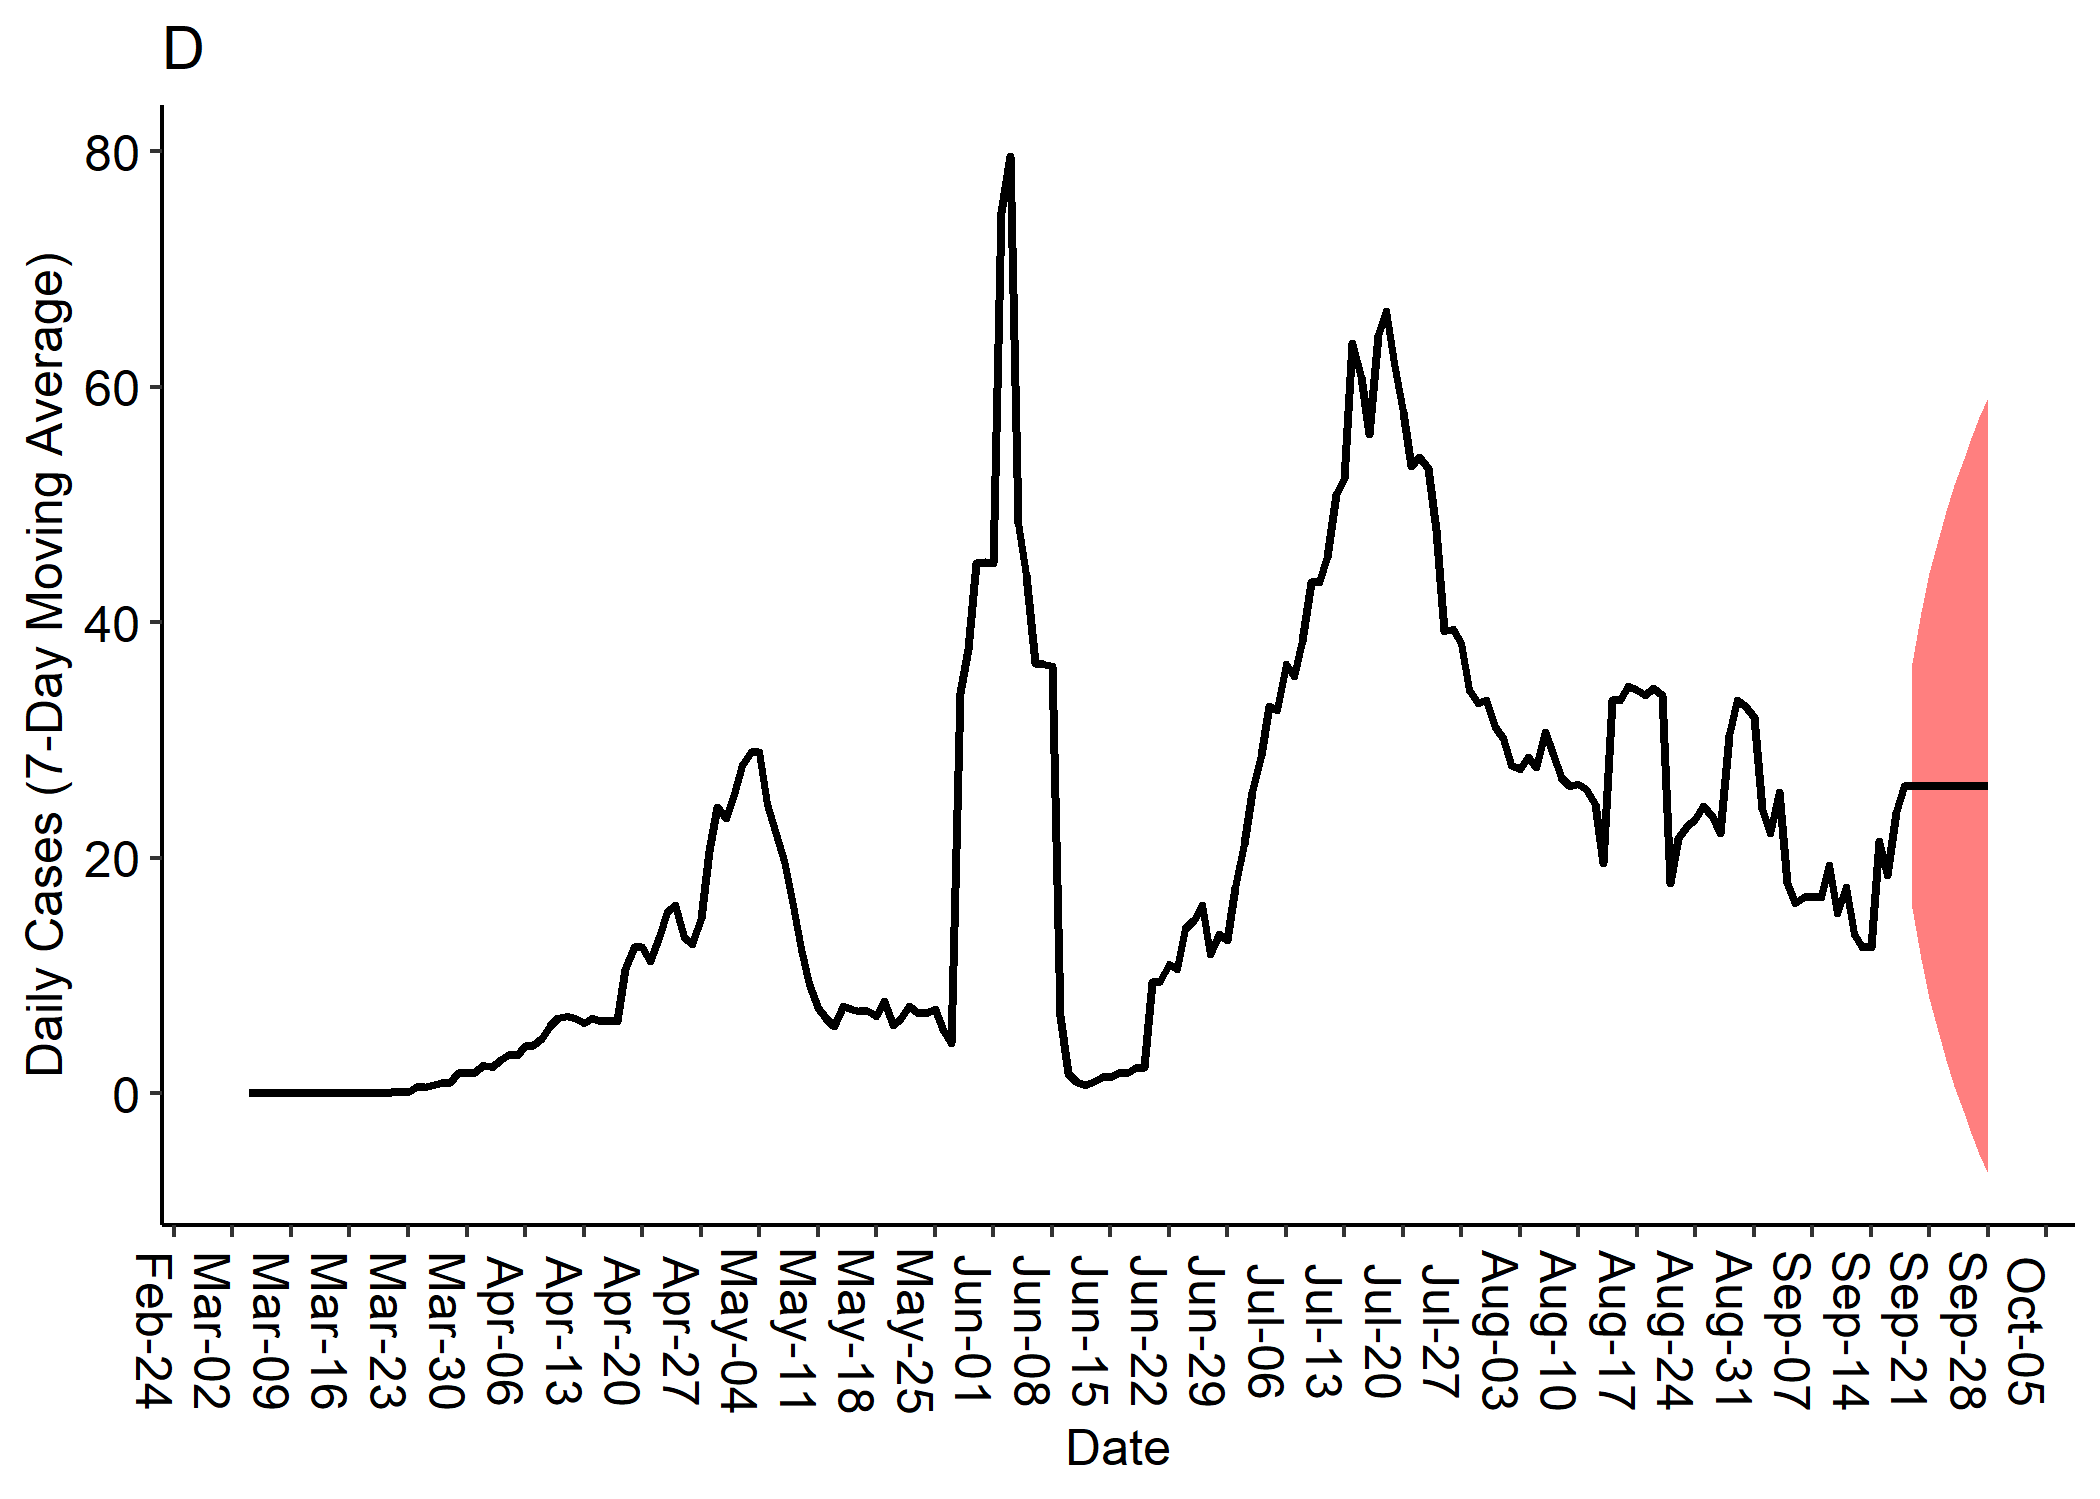 D
Daily Cases (7-Day Moving Average)
80
60
40
20
0
Feb-24
Mar-02
Mar-09
Mar-16
Mar-23
Mar-30
Apr-06
Apr-13
Apr-20
Apr-27
May-04
May-11
May-18
May-25
Jun-01
Jun-08
Jun-15
Jun-22
Jun-29
Jul-06
Jul-13
Jul-20
Jul-27
Aug-03
Aug-10
Aug-17
Aug-24
Aug-31
Sep-07
Sep-14
Sep-21
Sep-28
Oct-05
Date